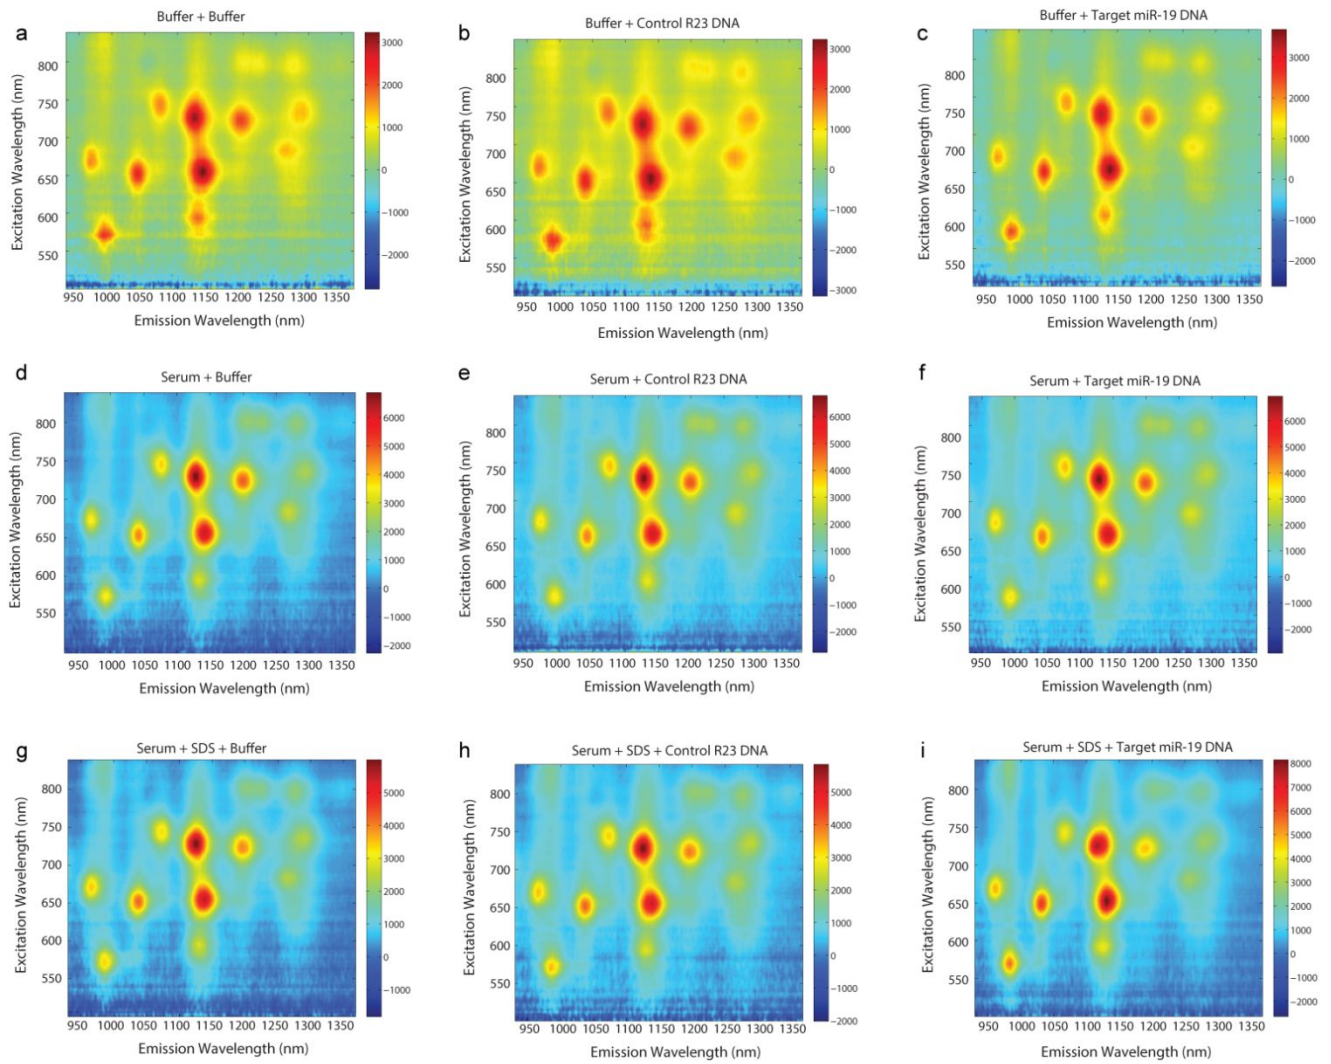 a
Buffer + Buffer
Excitation Wavelength (nm)
800
750
700
650
600
550
950 1000 1050 1100 1150 1200 1250 1300 1350
Emission Wavelength (nm)
3000
2000
1000
0
−1000
−2000
b
Buffer + Control R23 DNA
Excitation Wavelength (nm)
800
750
700
650
600
550
950 1000 1050 1100 1150 1200 1250 1300 1350
Emission Wavelength (nm)
3000
2000
1000
0
−1000
−2000
−3000
c
Buffer + Target miR-19 DNA
Excitation Wavelength (nm)
800
750
700
650
600
550
950 1000 1050 1100 1150 1200 1250 1300 1350
Emission Wavelength (nm)
3000
2000
1000
0
−1000
−2000
d
Serum + Buffer
Excitation Wavelength (nm)
800
750
700
650
600
550
950 1000 1050 1100 1150 1200 1250 1300 1350
Emission Wavelength (nm)
6000
5000
4000
3000
2000
1000
0
−1000
−2000
e
Serum + Control R23 DNA
Excitation Wavelength (nm)
800
750
700
650
600
550
950 1000 1050 1100 1150 1200 1250 1300 1350
Emission Wavelength (nm)
6000
5000
4000
3000
2000
1000
0
−1000
−2000
f
Serum + Target miR-19 DNA
Excitation Wavelength (nm)
800
750
700
650
600
550
950 1000 1050 1100 1150 1200 1250 1300 1350
Emission Wavelength (nm)
6000
5000
4000
3000
2000
1000
0
−1000
−2000
g
Serum + SDS + Buffer
Excitation Wavelength (nm)
800
750
700
650
600
550
950 1000 1050 1100 1150 1200 1250 1300 1350
Emission Wavelength (nm)
5000
4000
3000
2000
1000
0
−1000
h
Serum + SDS + Control R23 DNA
Excitation Wavelength (nm)
800
750
700
650
600
550
950 1000 1050 1100 1150 1200 1250 1300 1350
Emission Wavelength (nm)
5000
4000
3000
2000
1000
0
−1000
−2000
i
Serum + SDS + Target miR-19 DNA
Excitation Wavelength (nm)
800
750
700
650
600
550
950 1000 1050 1100 1150 1200 1250 1300 1350
Emission Wavelength (nm)
8000
7000
6000
5000
4000
3000
2000
1000
0
−1000
−2000